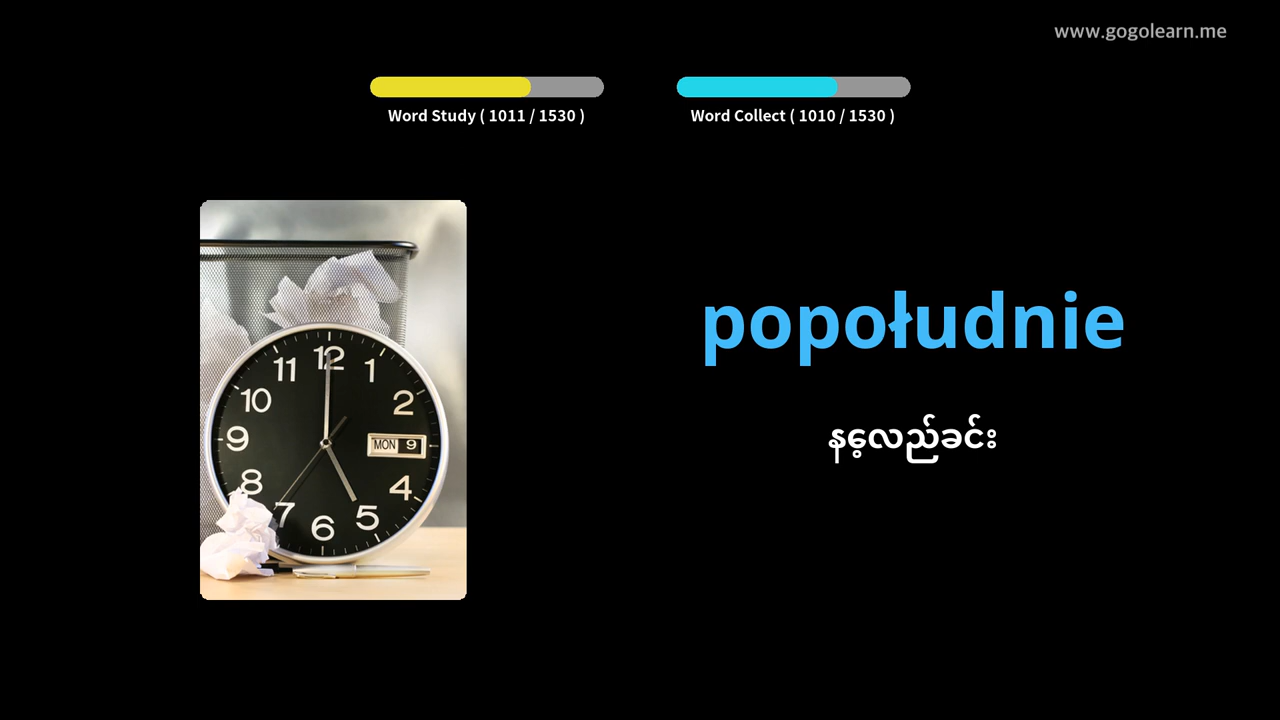 www.gogolearn.me
Word Study ( 1011 / 1530 )
Word Collect ( 1010 / 1530 )
popołudnie
နေ့လေည်ခင်း
12
11
1
10
2
9
MON 9
8
4
7
5
6